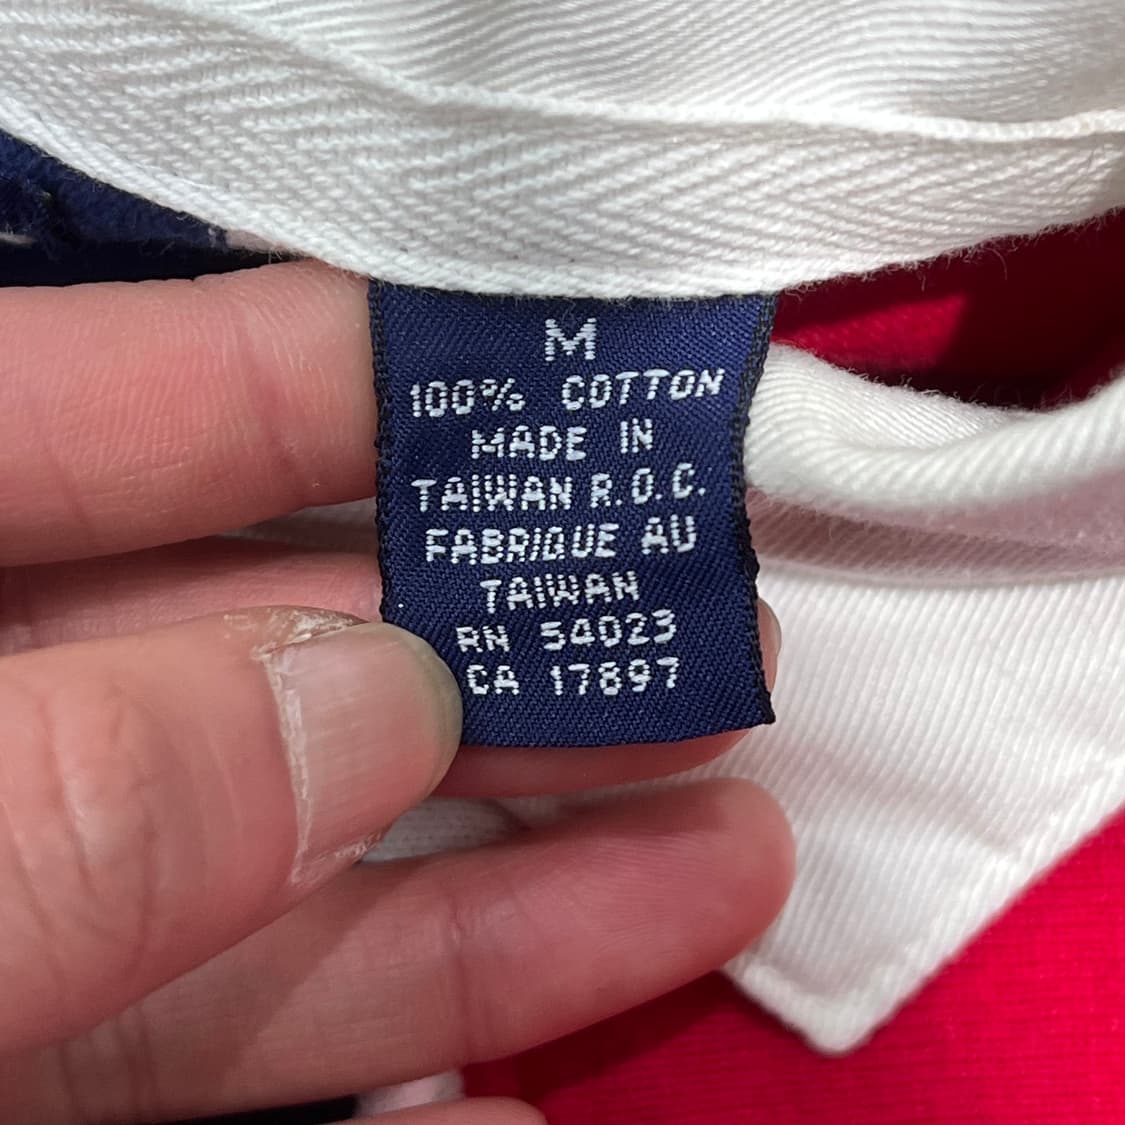 M
100% COTTON
MADE IN
TAIWAN R.O.C.
FABRIQUE AU
TAIWAN
RN 54023
CA 17897